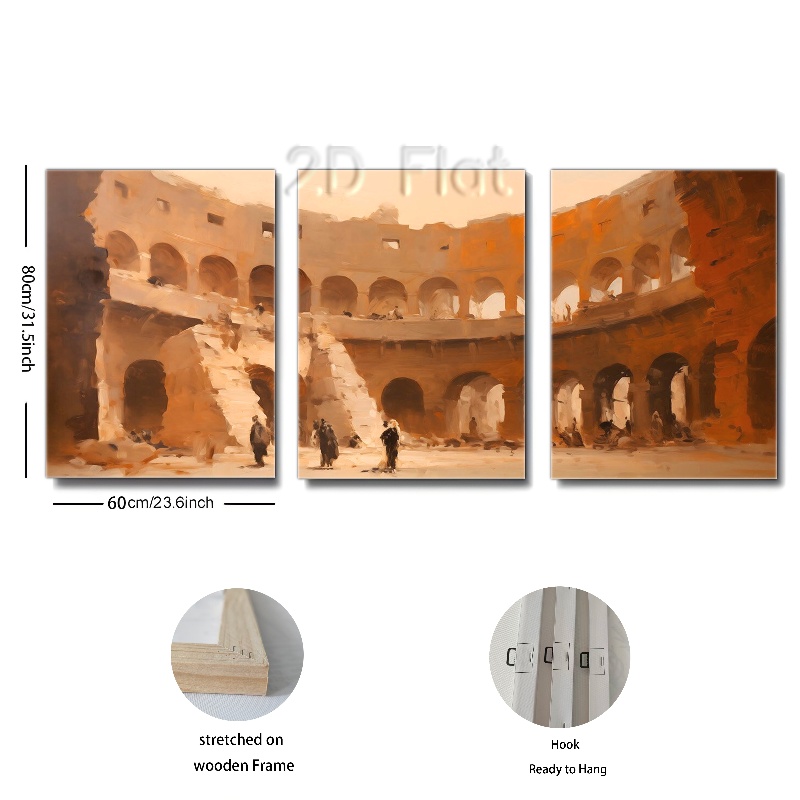 2D Flat
80cm/31.5inch
60cm/23.6inch
stretched on
wooden Frame
Hook
Ready to Hang